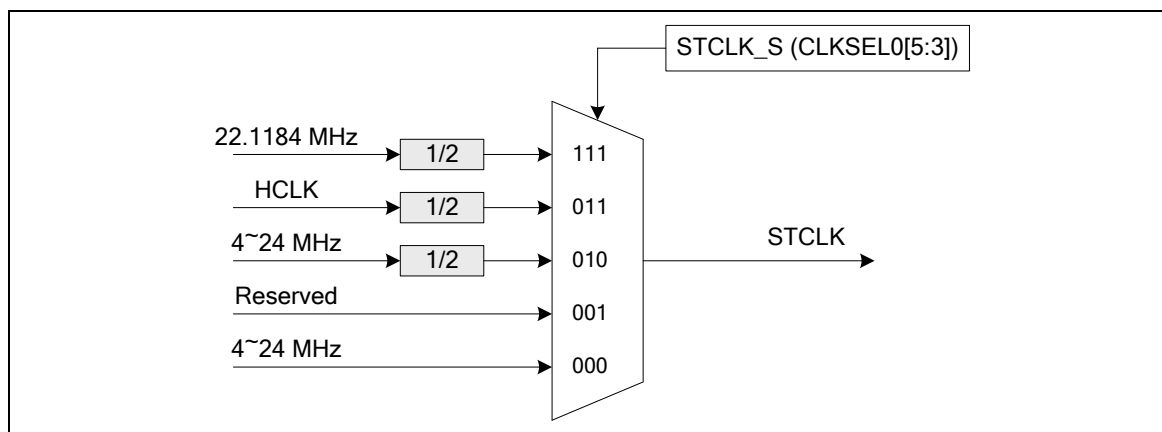 STCLK_S (CLKSEL0[5:3])
22.1184 MHz
1/2
111
HCLK
1/2
011
4~24 MHz
1/2
010
STCLK
Reserved
001
4~24 MHz
000